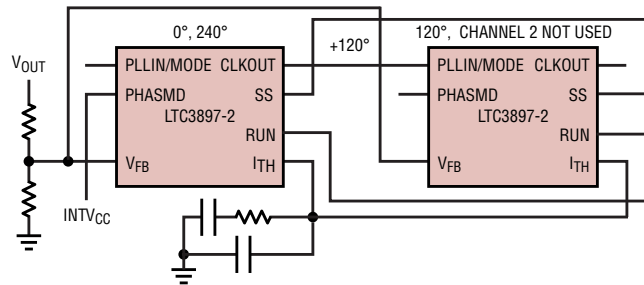 0°, 240°
120°, CHANNEL 2 NOT USED
+120°
VOUT
PLLIN/MODE CLKOUT
PHASMD SS
LTC3897-2
RUN
VFB ITH
INTVCC
PLLIN/MODE CLKOUT
PHASMD SS
LTC3897-2
RUN
VFB ITH